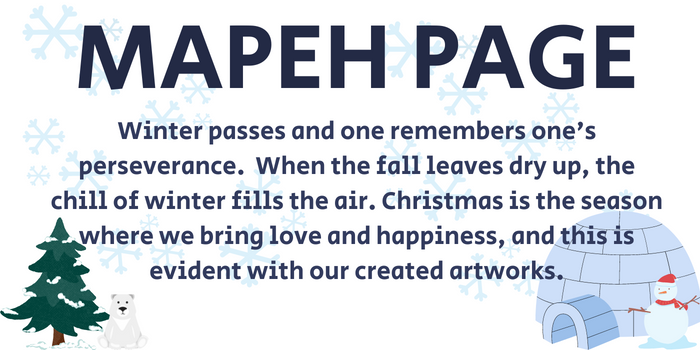 MAPEH PAGE
Winter passes and one remembers one's
perseverance.  When the fall leaves dry up, the
chill of winter fills the air. Christmas is the season
where we bring love and happiness, and this is
evident with our created artworks.